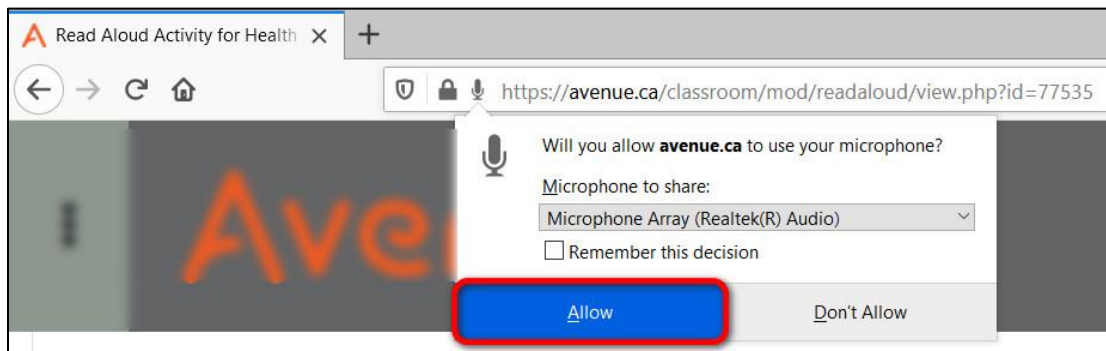 Read Aloud Activity for Health
https://avenue.ca/classroom/mod/readaloud/view.php?id=77535
Will you allow avenue.ca to use your microphone?
Microphone to share:
Microphone Array (Realtek(R) Audio)
Remember this decision
Aven
Allow
Don't Allow